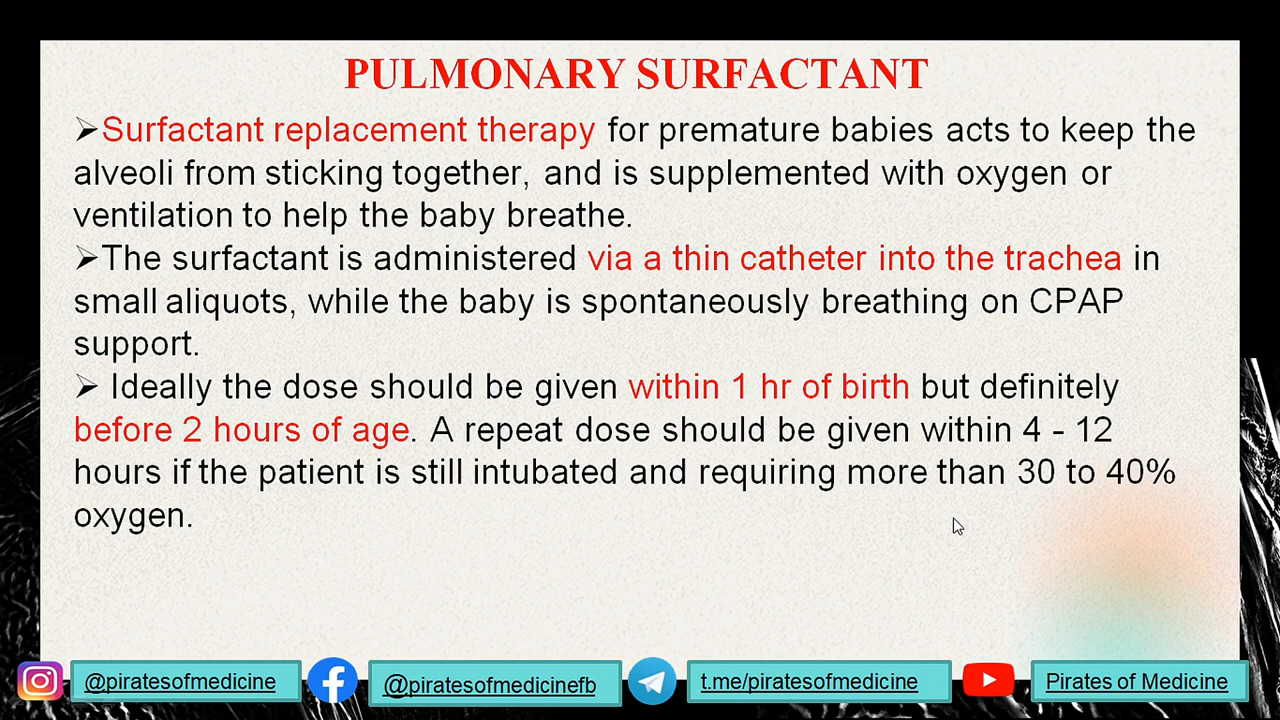 PULMONARY SURFACTANT
➢Surfactant replacement therapy for premature babies acts to keep the
alveoli from sticking together, and is supplemented with oxygen or
ventilation to help the baby breathe.
➢The surfactant is administered via a thin catheter into the trachea in
small aliquots, while the baby is spontaneously breathing on CPAP
support.
➢ Ideally the dose should be given within 1 hr of birth but definitely
before 2 hours of age. A repeat dose should be given within 4 - 12
hours if the patient is still intubated and requiring more than 30 to 40%
oxygen.
@piratesofmedicine @piratesofmedicinefb t.me/piratesofmedicine Pirates of Medicine